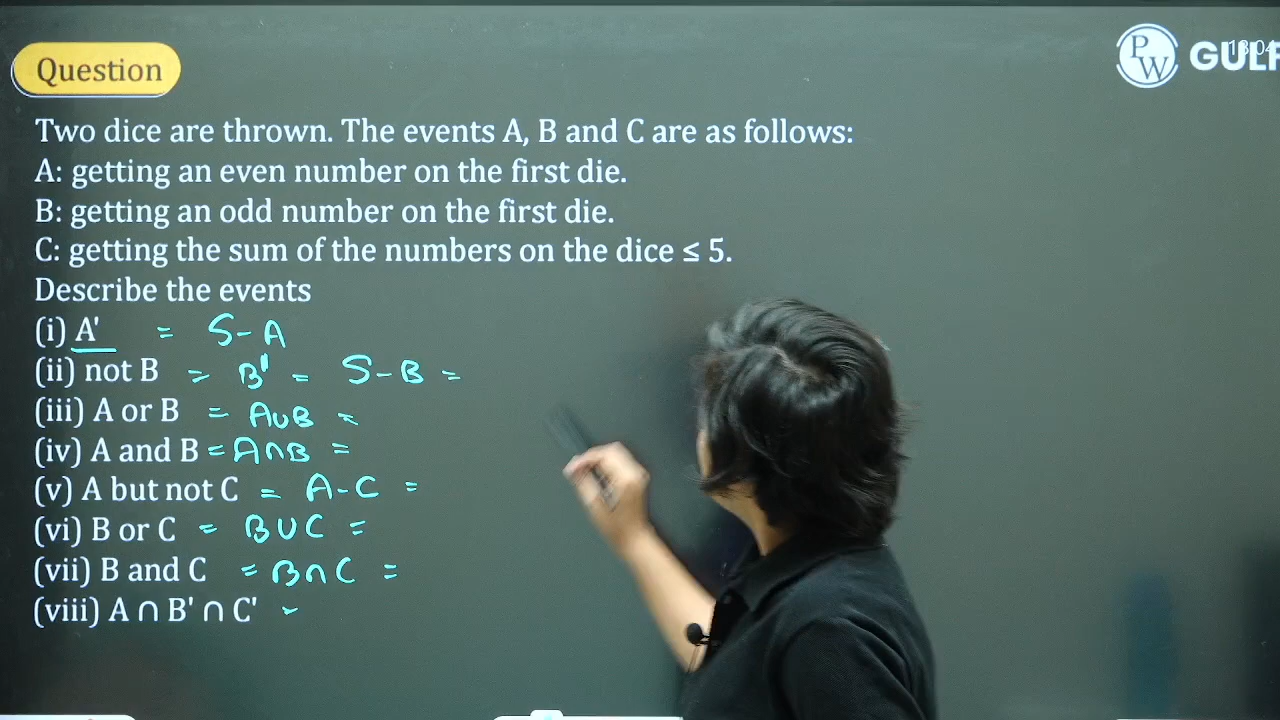 Question
PW GULF
18:04
Two dice are thrown. The events A, B and C are as follows:
A: getting an even number on the first die.
B: getting an odd number on the first die.
C: getting the sum of the numbers on the dice ≤ 5.
Describe the events
(i) A' = S-A
(ii) not B = B' = S-B =
(iii) A or B = A∪B =
(iv) A and B = A∩B =
(v) A but not C = A-C =
(vi) B or C = B∪C =
(vii) B and C = B∩C =
(viii) A ∩ B' ∩ C' =